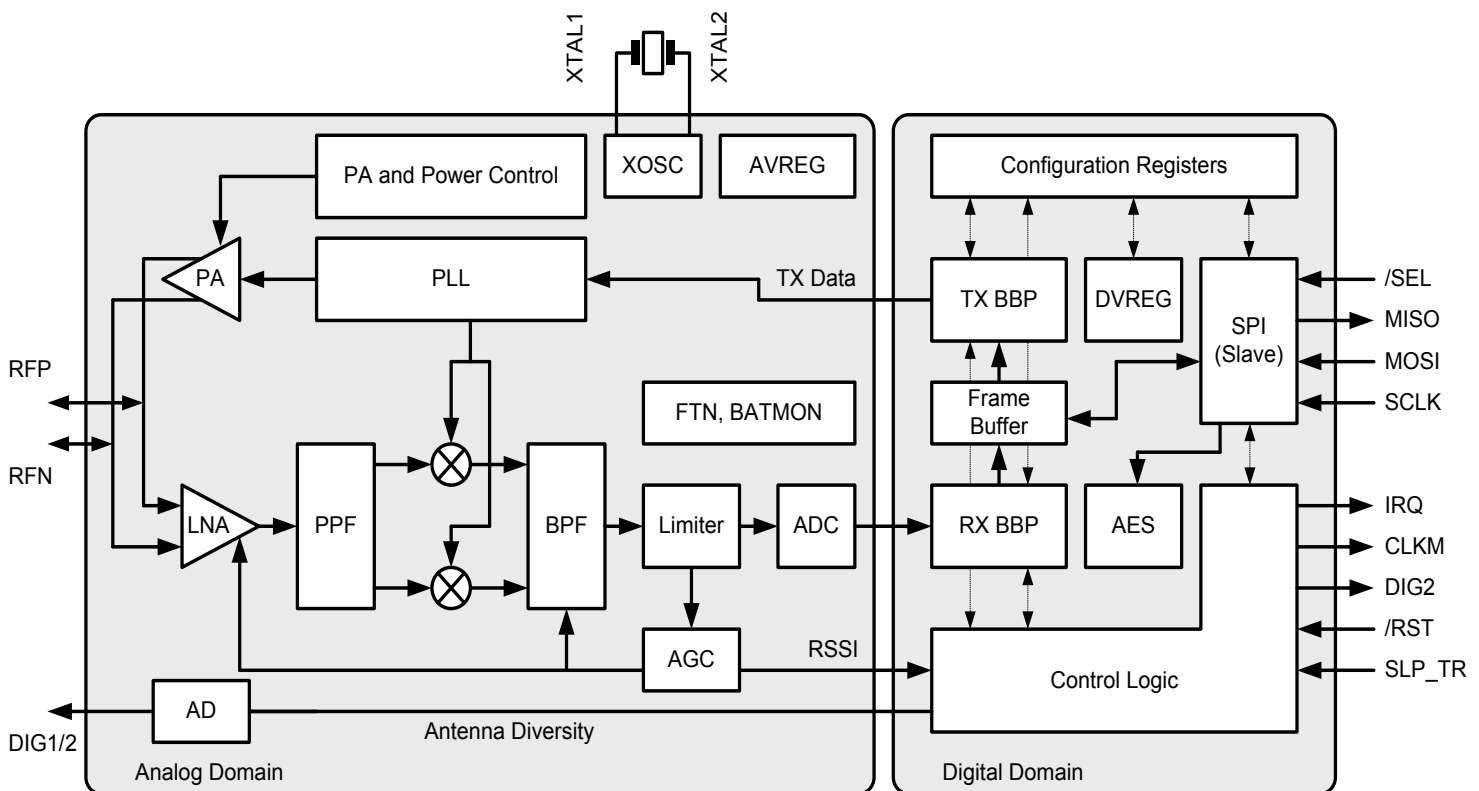 XTAL1
XTAL2
PA and Power Control
XOSC
AVREG
Configuration Registers
PA
PLL
TX Data
TX BBP
DVREG
SPI
(Slave)
/SEL
MISO
MOSI
SCLK
RFP
RFN
FTN, BATMON
Frame
Buffer
LNA
PPF
BPF
Limiter
ADC
RX BBP
AES
IRQ
CLKM
DIG2
/RST
SLP_TR
AGC
RSSI
Control Logic
AD
DIG1/2
Antenna Diversity
Analog Domain
Digital Domain